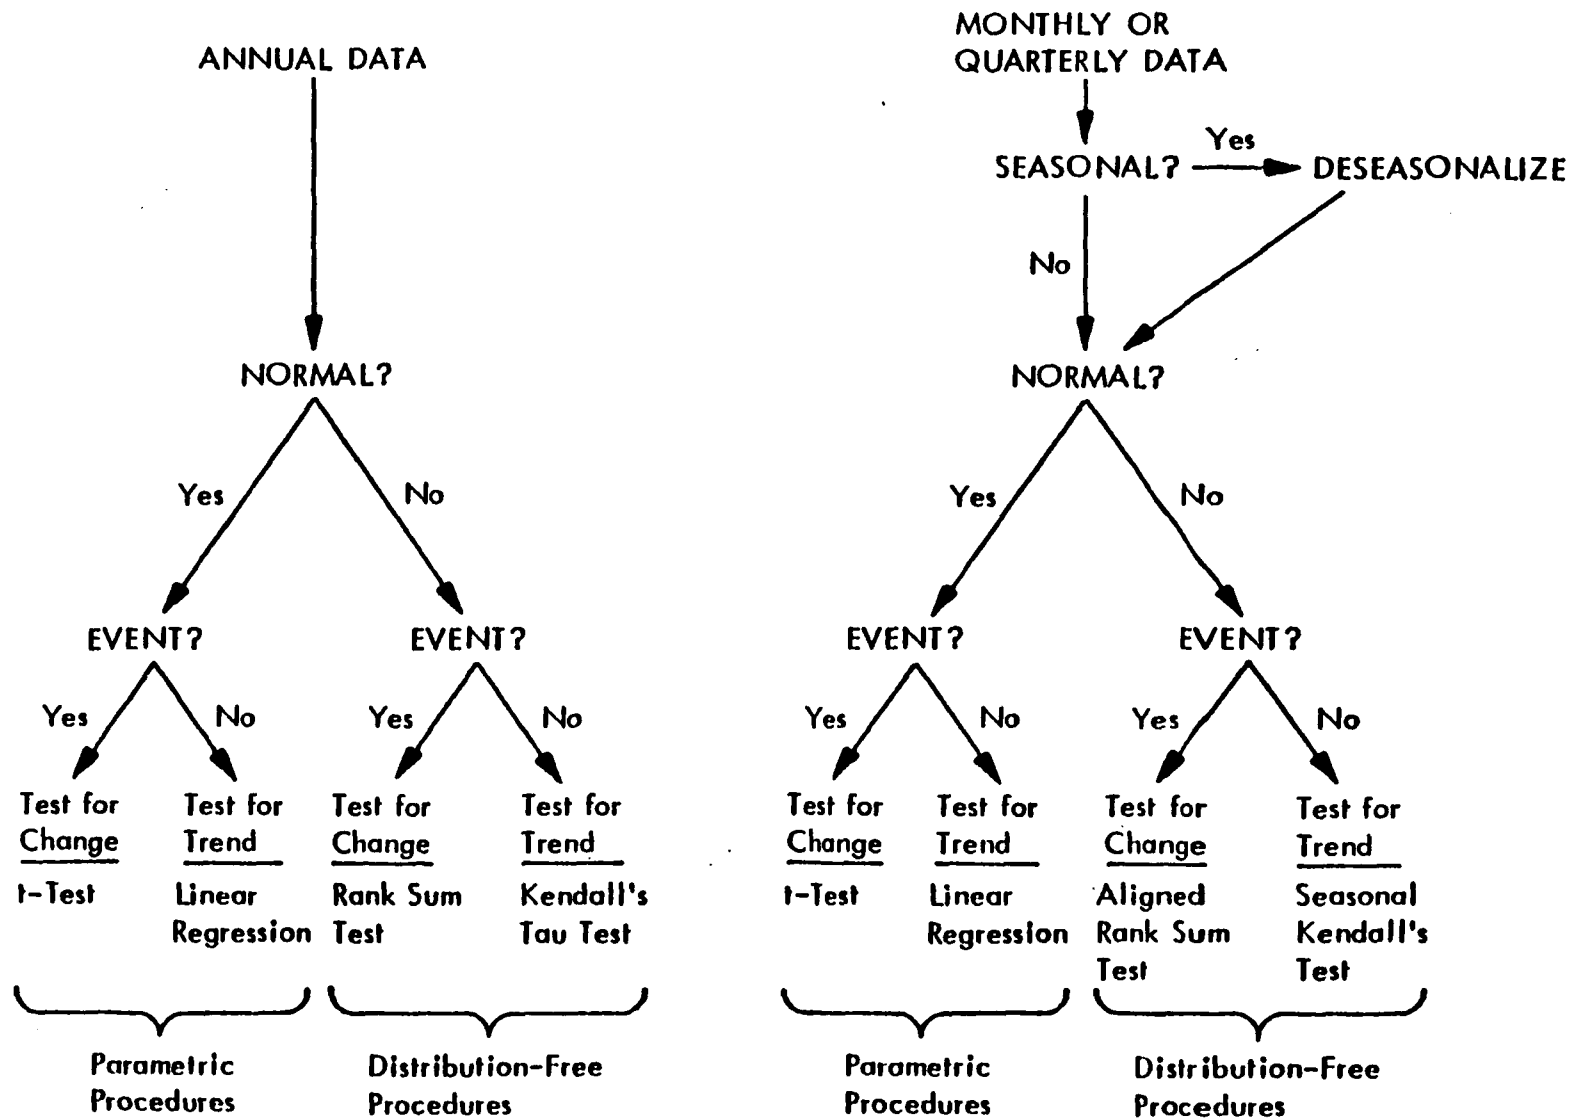 ANNUAL DATA
NORMAL?
Yes
No
EVENT?
EVENT?
Yes
No
Yes
No
Test for
Change
t-Test
Test for
Trend
Linear
Regression
Test for
Change
Rank Sum
Test
Test for
Trend
Kendall's
Tau Test
Parametric
Procedures
Distribution-Free
Procedures
MONTHLY OR
QUARTERLY DATA
SEASONAL?
Yes
DESEASONALIZE
No
NORMAL?
Yes
No
EVENT?
EVENT?
Yes
No
Yes
No
Test for
Change
t-Test
Test for
Trend
Linear
Regression
Test for
Change
Aligned
Rank Sum
Test
Test for
Trend
Seasonal
Kendall's
Test
Parametric
Procedures
Distribution-Free
Procedures